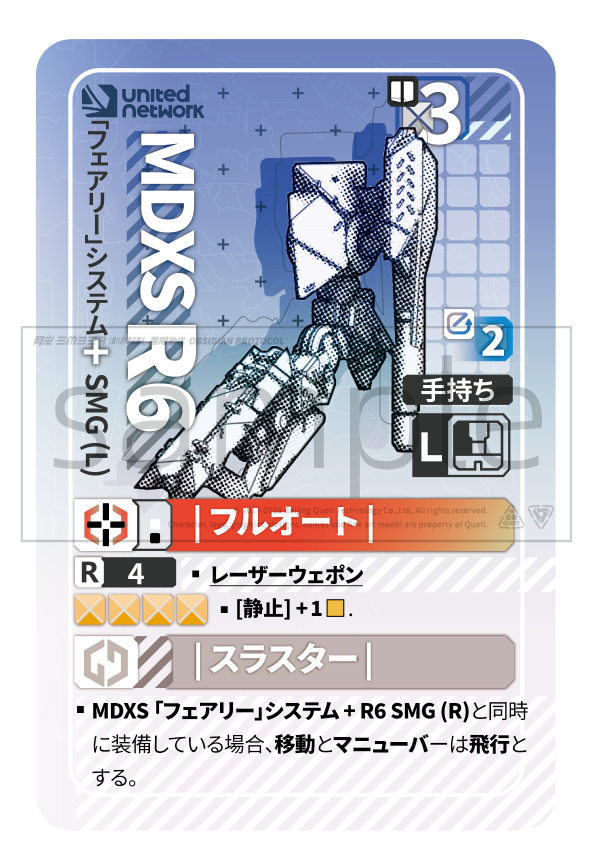 united
network
3
MDXS R6
「フェアリー」システム + SMG (L)
2
手持ち
L
OBSIDIAN PROTOCOL
sample
| フルオート |
R 4 ▪ レーザーウェポン
▪ [静止] +1 .
| スラスター |
▪ MDXS 「フェアリー」システム + R6 SMG (R)と同時
に装備している場合、移動とマニューバーは飛行と
する。